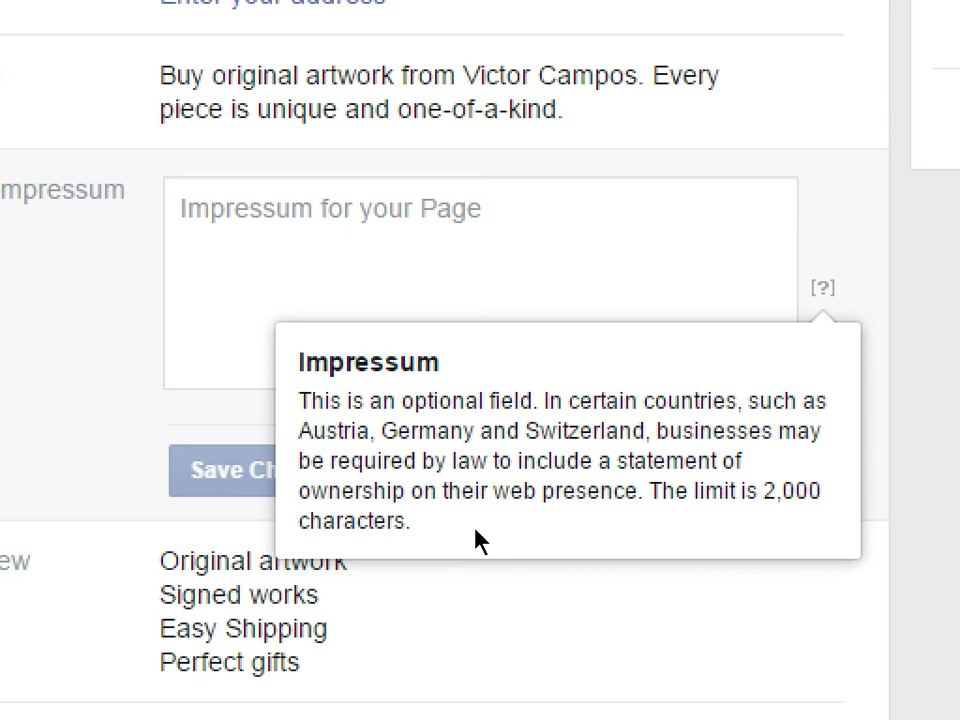 Enter your address
Buy original artwork from Victor Campos. Every
piece is unique and one-of-a-kind.
mpressum
Impressum for your Page
[?]
Impressum
This is an optional field. In certain countries, such as
Austria, Germany and Switzerland, businesses may
be required by law to include a statement of
ownership on their web presence. The limit is 2,000
characters.
Save Ch
ew
Original artwork
Signed works
Easy Shipping
Perfect gifts